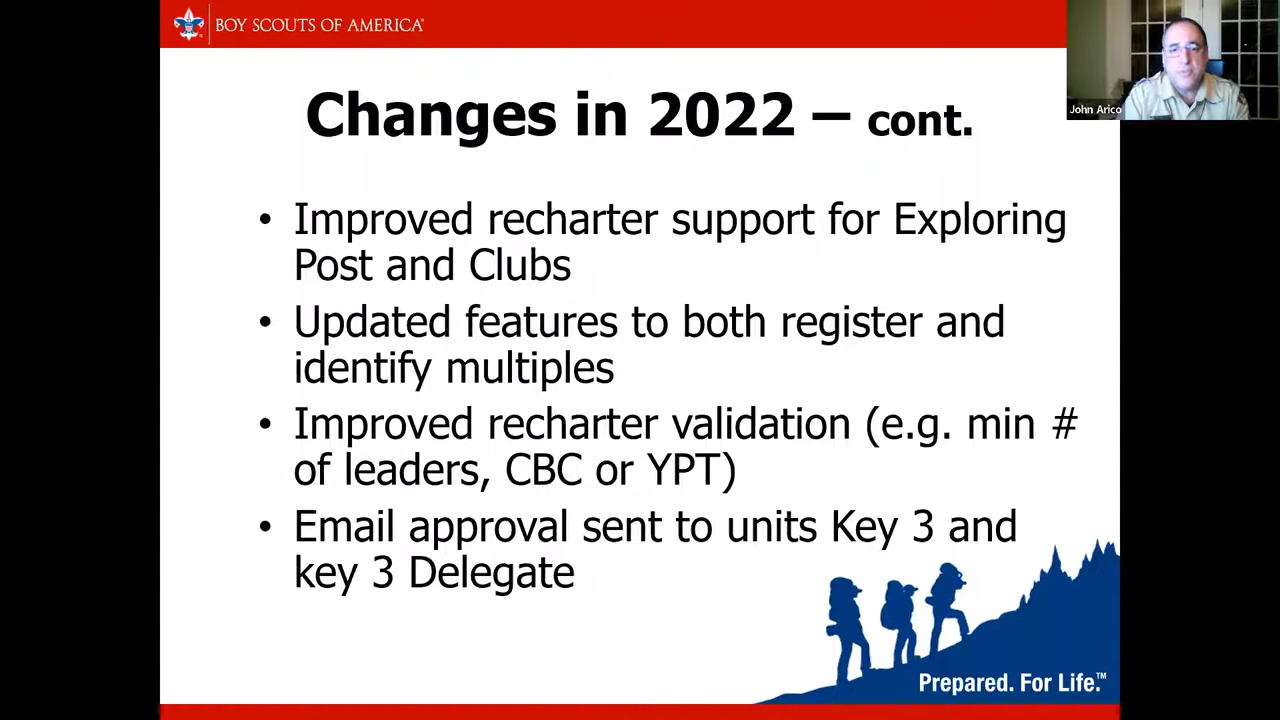 BOY SCOUTS OF AMERICA®
John Arico
Changes in 2022 – cont.
• Improved recharter support for Exploring
Post and Clubs
• Updated features to both register and
identify multiples
• Improved recharter validation (e.g. min #
of leaders, CBC or YPT)
• Email approval sent to units Key 3 and
key 3 Delegate
Prepared. For Life.™